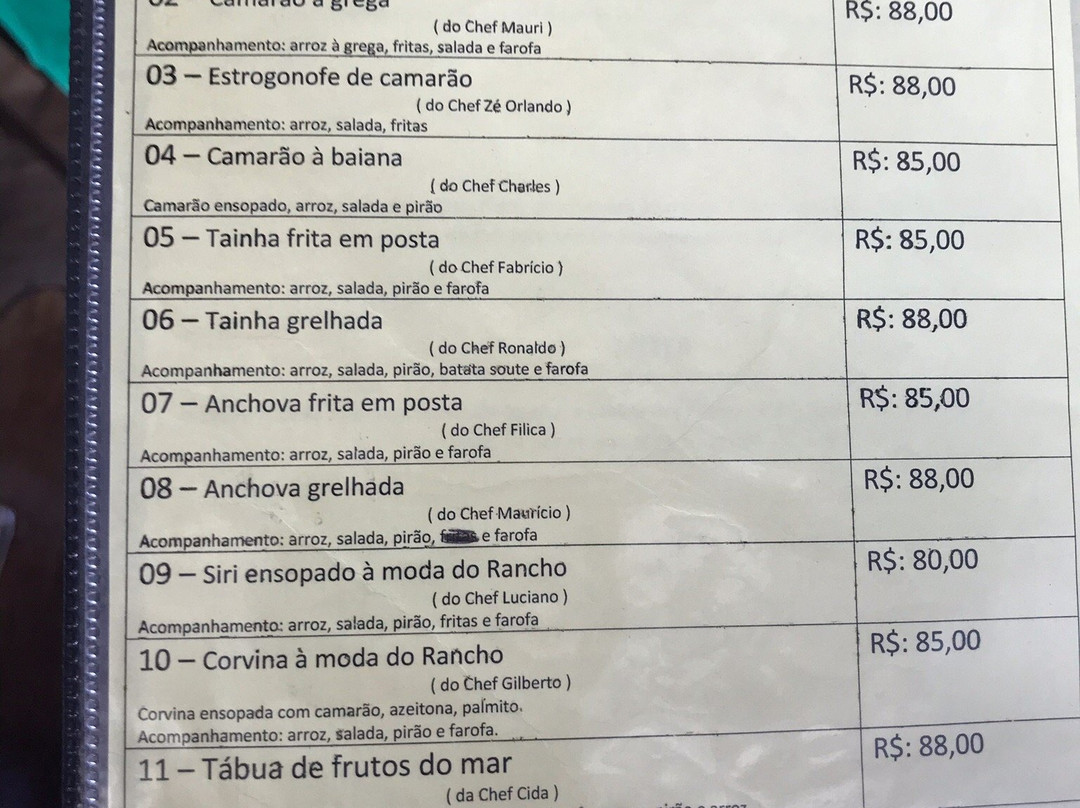 02 – Camarão à grega
R$: 88,00
( do Chef Mauri )
Acompanhamento: arroz à grega, fritas, salada e farofa
03 – Estrogonofe de camarão
R$: 88,00
( do Chef Zé Orlando )
Acompanhamento: arroz, salada, fritas
04 – Camarão à baiana
R$: 85,00
( do Chef Charles )
Camarão ensopado, arroz, salada e pirão
05 – Tainha frita em posta
R$: 85,00
( do Chef Fabrício )
Acompanhamento: arroz, salada, pirão e farofa
06 – Tainha grelhada
R$: 88,00
( do Chef Ronaldo )
Acompanhamento: arroz, salada, pirão, batata soute e farofa
07 – Anchova frita em posta
R$: 85,00
( do Chef Filica )
Acompanhamento: arroz, salada, pirão e farofa
08 – Anchova grelhada
R$: 88,00
( do Chef Maurício )
Acompanhamento: arroz, salada, pirão, e farofa
09 – Siri ensopado à moda do Rancho
R$: 80,00
( do Chef Luciano )
Acompanhamento: arroz, salada, pirão, fritas e farofa
10 – Corvina à moda do Rancho
R$: 85,00
( do Chef Gilberto )
Corvina ensopada com camarão, azeitona, palmito.
Acompanhamento: arroz, salada, pirão e farofa.
11 – Tábua de frutos do mar
R$: 88,00
( da Chef Cida )